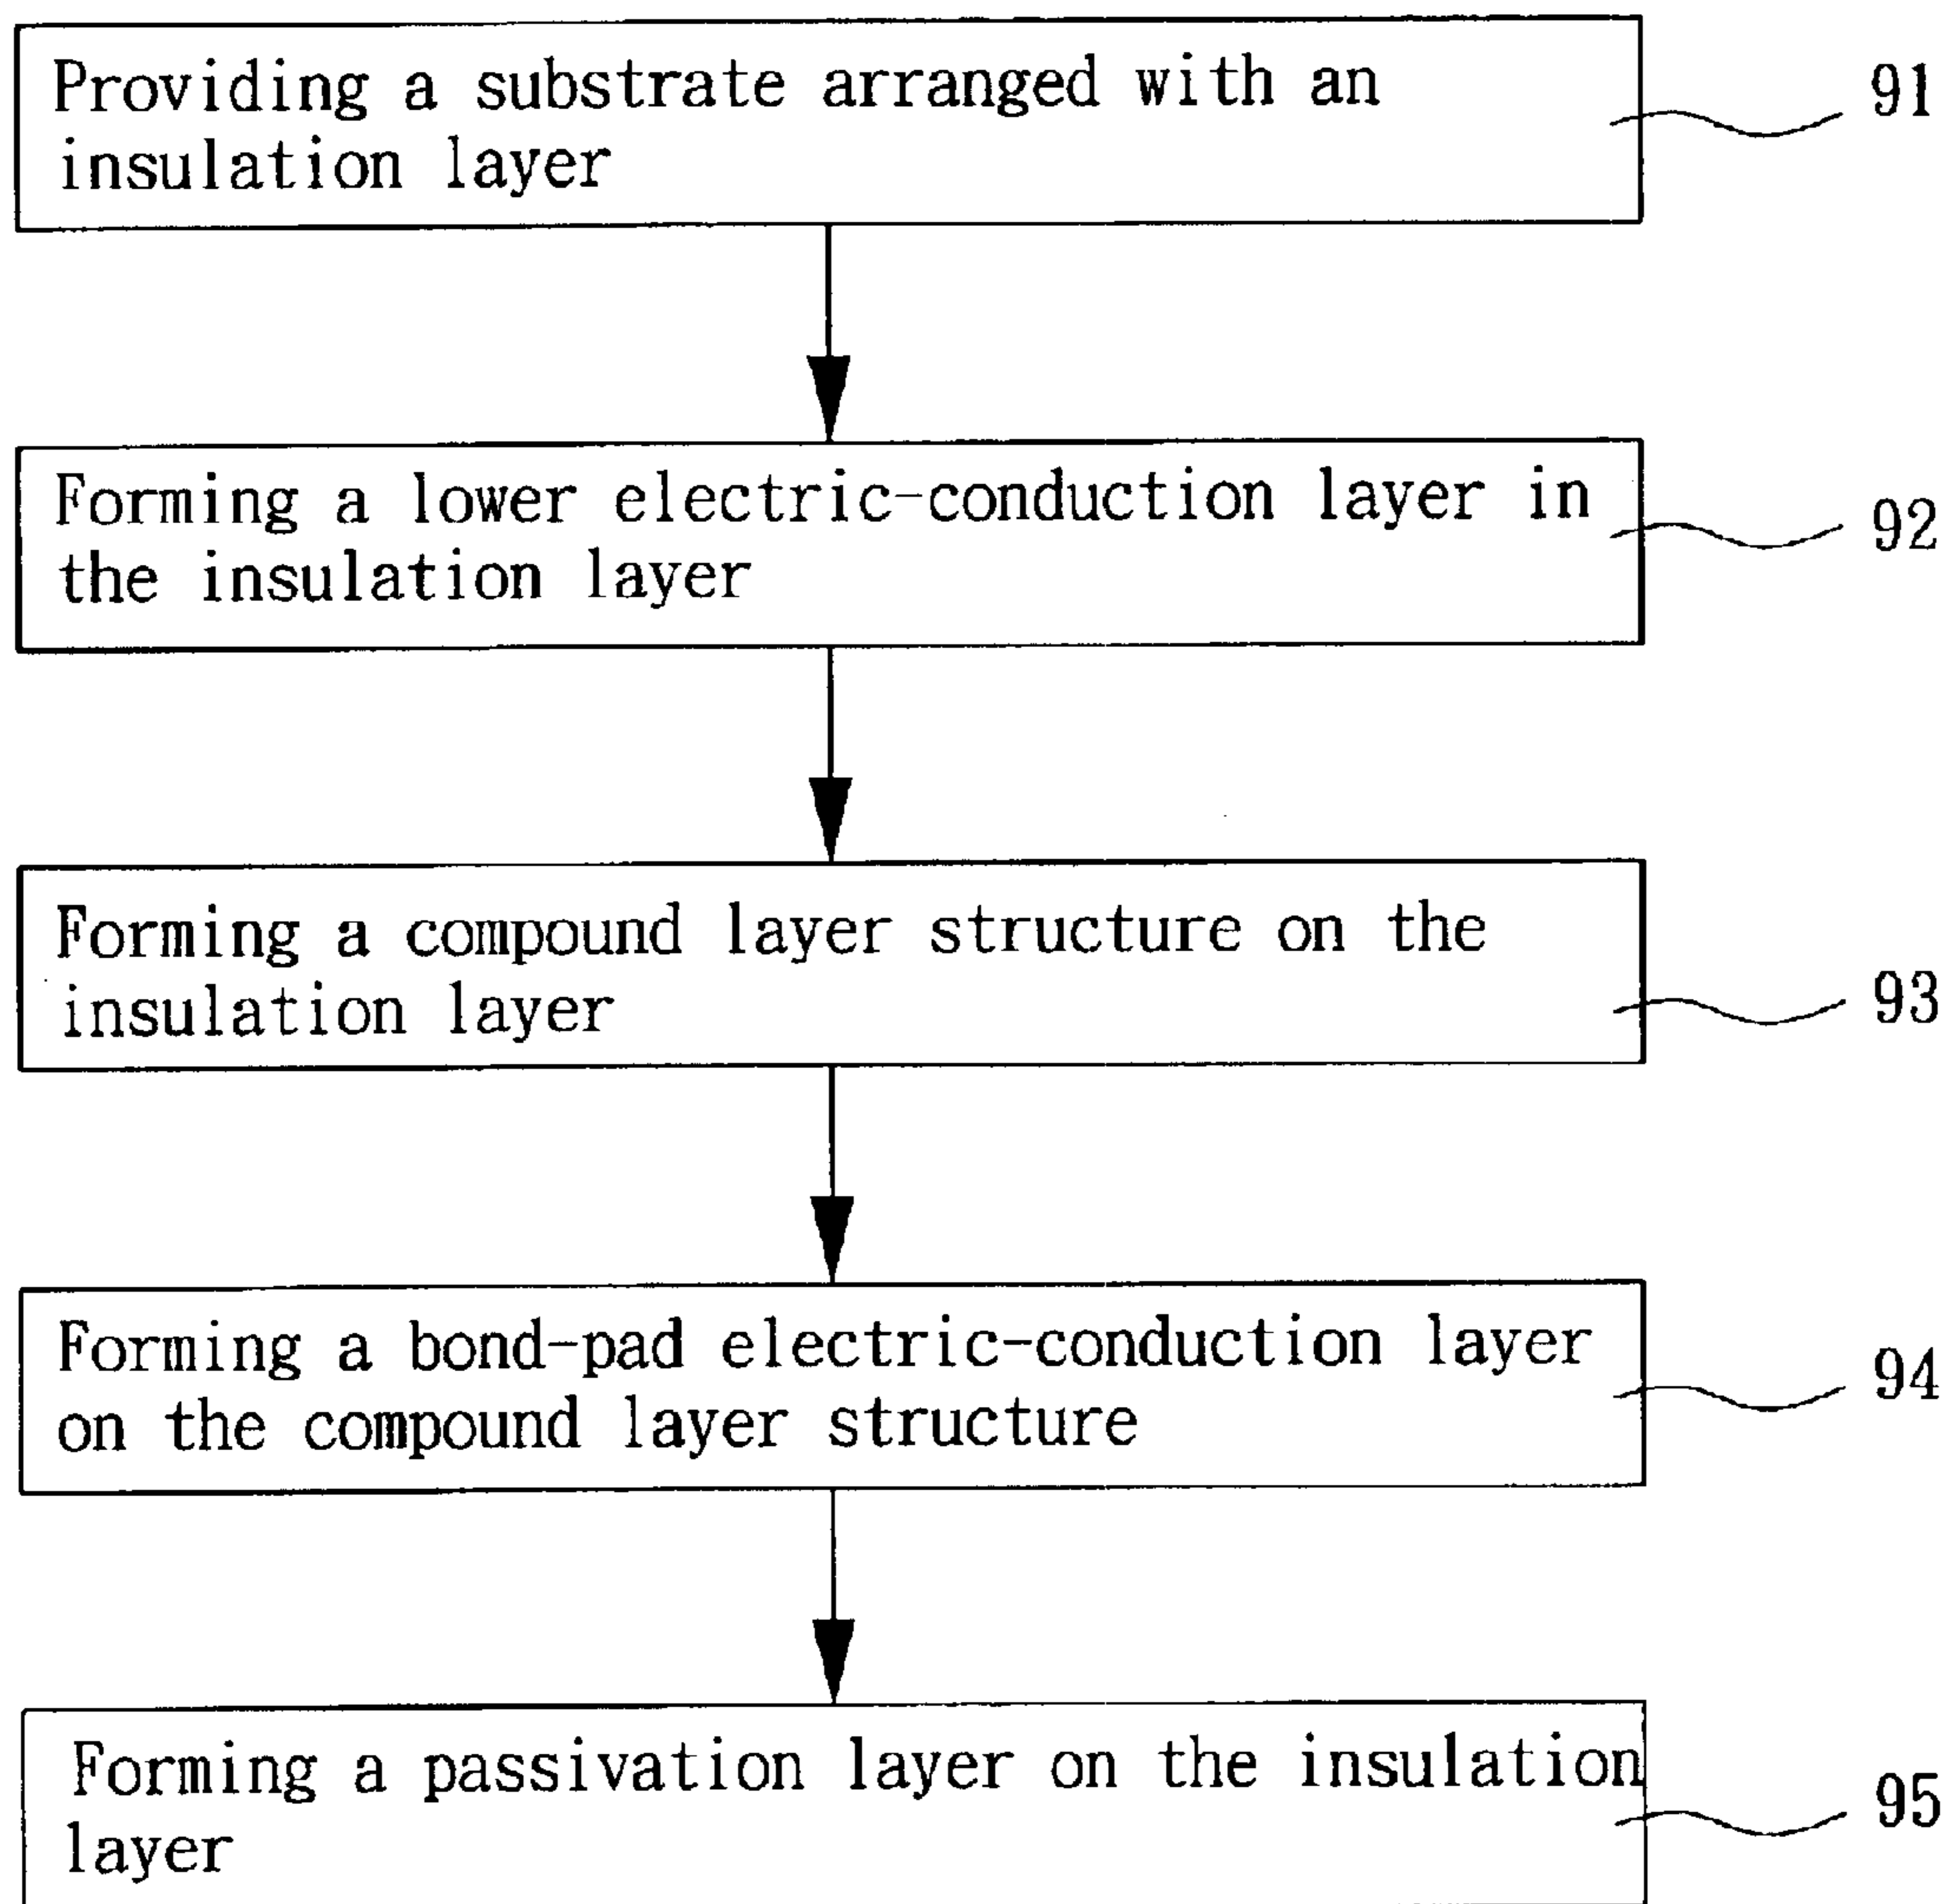 Providing a substrate arranged with an
insulation layer
91
Forming a lower electric-conduction layer in
the insulation layer
92
Forming a compound layer structure on the
insulation layer
93
Forming a bond-pad electric-conduction layer
on the compound layer structure
94
Forming a passivation layer on the insulation
layer
95